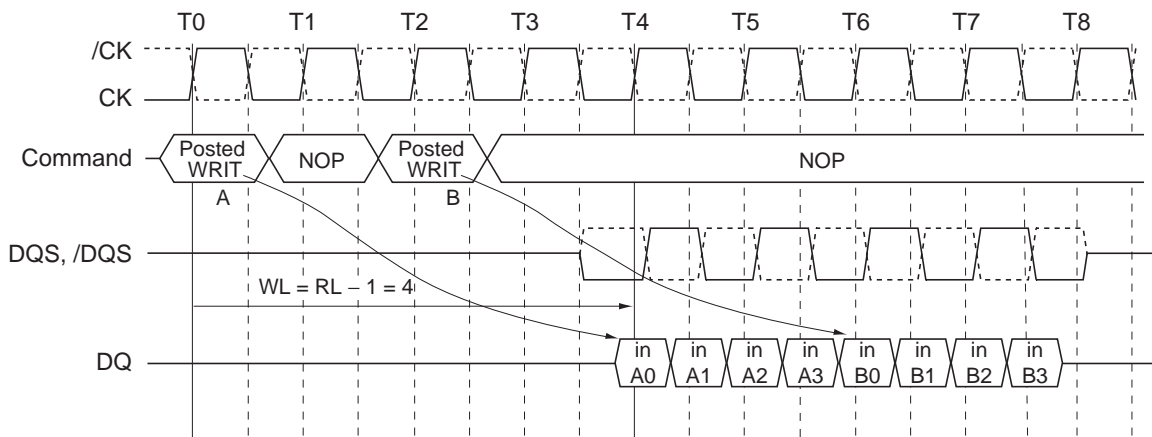 T0 T1 T2 T3 T4 T5 T6 T7 T8
/CK
CK
Command
Posted
WRIT
A
NOP
Posted
WRIT
B
NOP
DQS, /DQS
WL = RL − 1 = 4
DQ
in
A0
in
A1
in
A2
in
A3
in
B0
in
B1
in
B2
in
B3